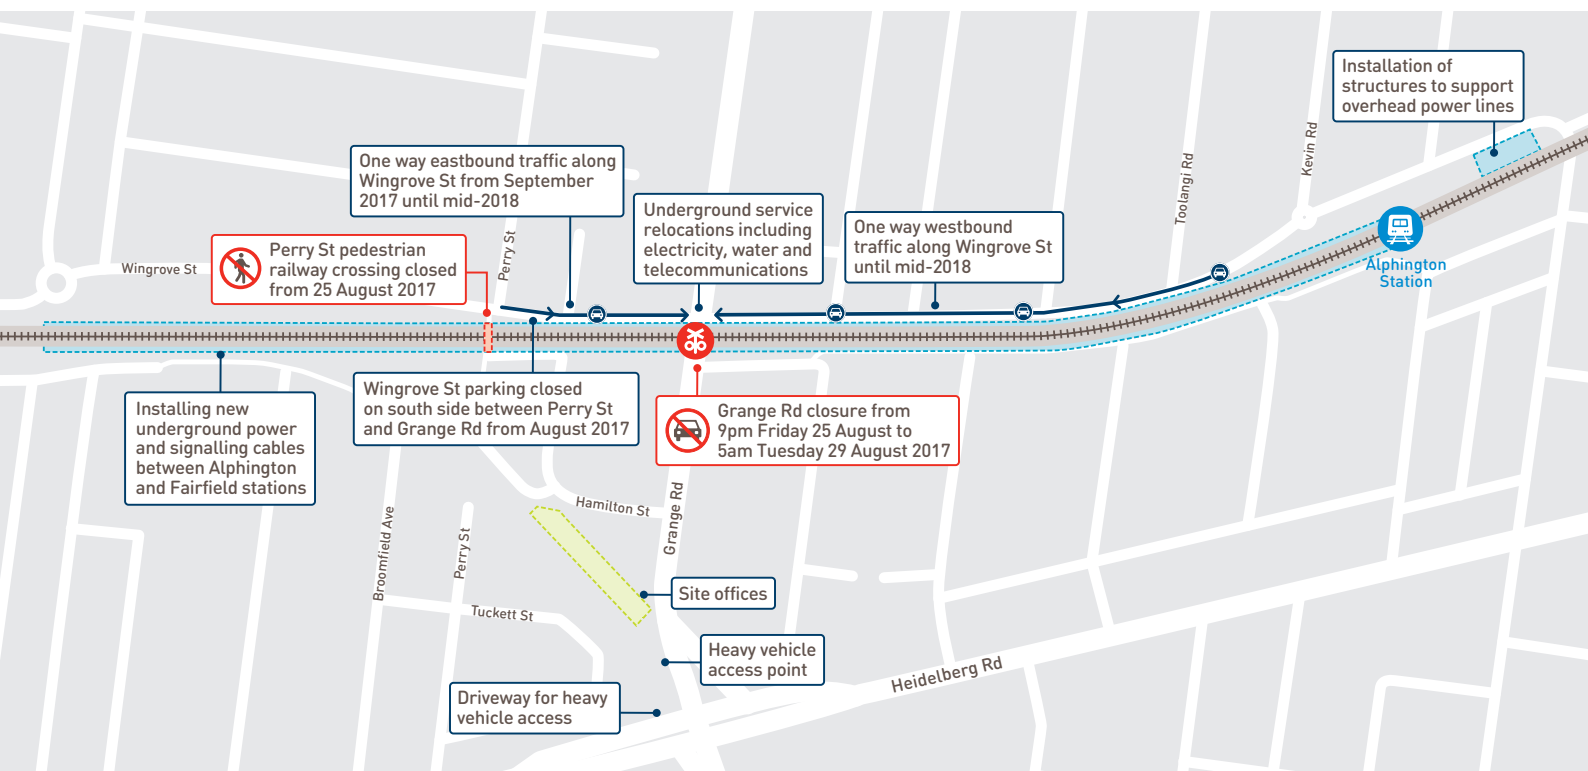 Installation of
structures to support
overhead power lines
Kevin Rd
Toolangi Rd
One way eastbound traffic along
Wingrove St from September
2017 until mid-2018
Underground service
relocations including
electricity, water and
telecommunications
One way westbound
traffic along Wingrove St
until mid-2018
Perry St
Wingrove St
Perry St pedestrian
railway crossing closed
from 25 August 2017
Alphington
Station
Wingrove St parking closed
on south side between Perry St
and Grange Rd from August 2017
Installing new
underground power
and signalling cables
between Alphington
and Fairfield stations
Grange Rd closure from
9pm Friday 25 August to
5am Tuesday 29 August 2017
Hamilton St
Grange Rd
Broomfield Ave
Perry St
Tuckett St
Site offices
Heavy vehicle
access point
Heidelberg Rd
Driveway for heavy
vehicle access